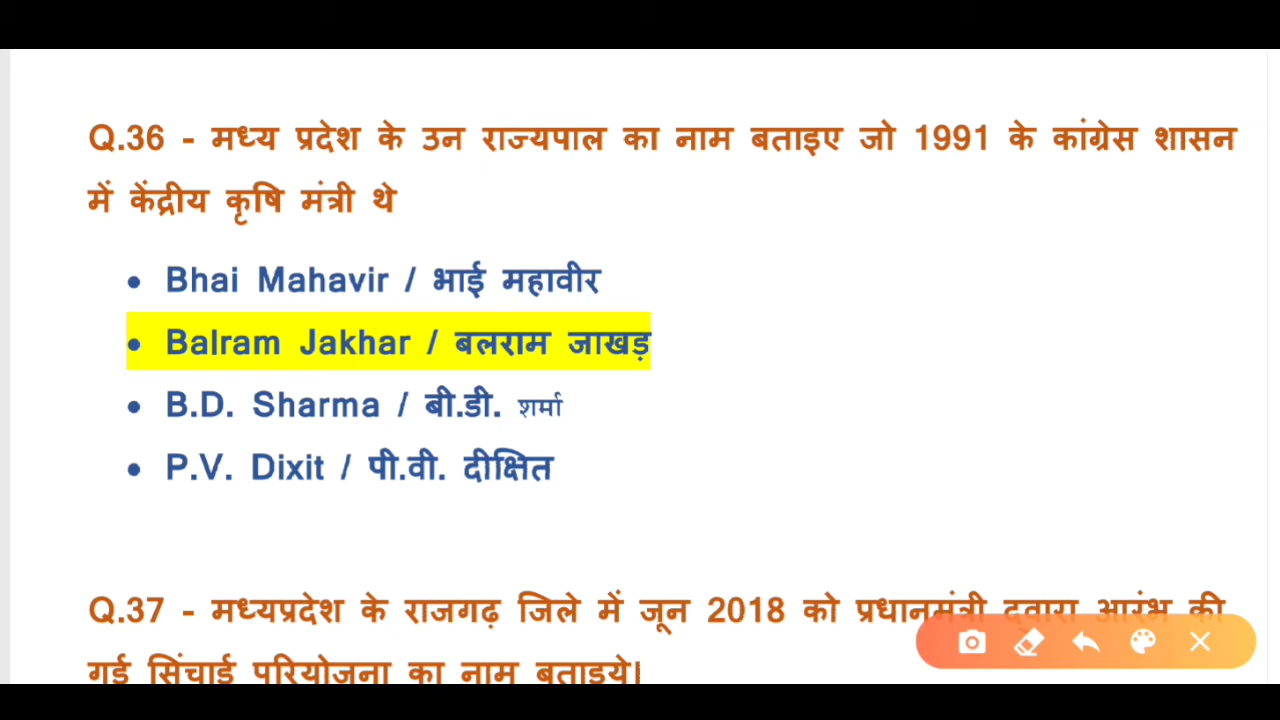 Q.36 - मध्य प्रदेश के उन राज्यपाल का नाम बताइए जो 1991 के कांग्रेस शासन
में केंद्रीय कृषि मंत्री थे
• Bhai Mahavir / भाई महावीर
• Balram Jakhar / बलराम जाखड़
• B.D. Sharma / बी.डी. शर्मा
• P.V. Dixit / पी.वी. दीक्षित
Q.37 - मध्यप्रदेश के राजगढ़ जिले में जून 2018 को प्रधानमंत्री द्वारा आरंभ की
गई सिंचाई परियोजना का नाम बताइये।